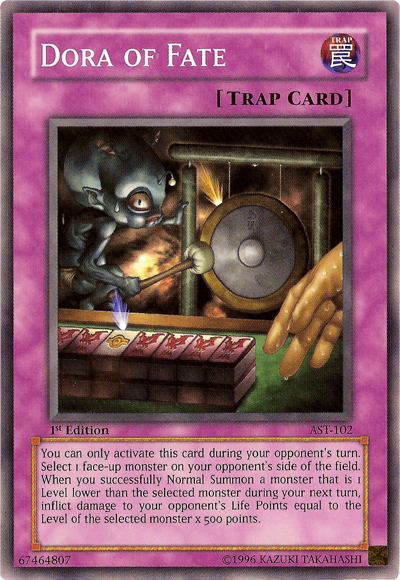 DORA OF FATE
TRAP
罠
[TRAP CARD]
1st Edition
AST-102
You can only activate this card during your opponent's turn.
Select 1 face-up monster on your opponent's side of the field.
When you successfully Normal Summon a monster that is 1
Level lower than the selected monster during your next turn,
inflict damage to your opponent's Life Points equal to the
Level of the selected monster x 500 points.
67464807
©1996 KAZUKI TAKAHASHI